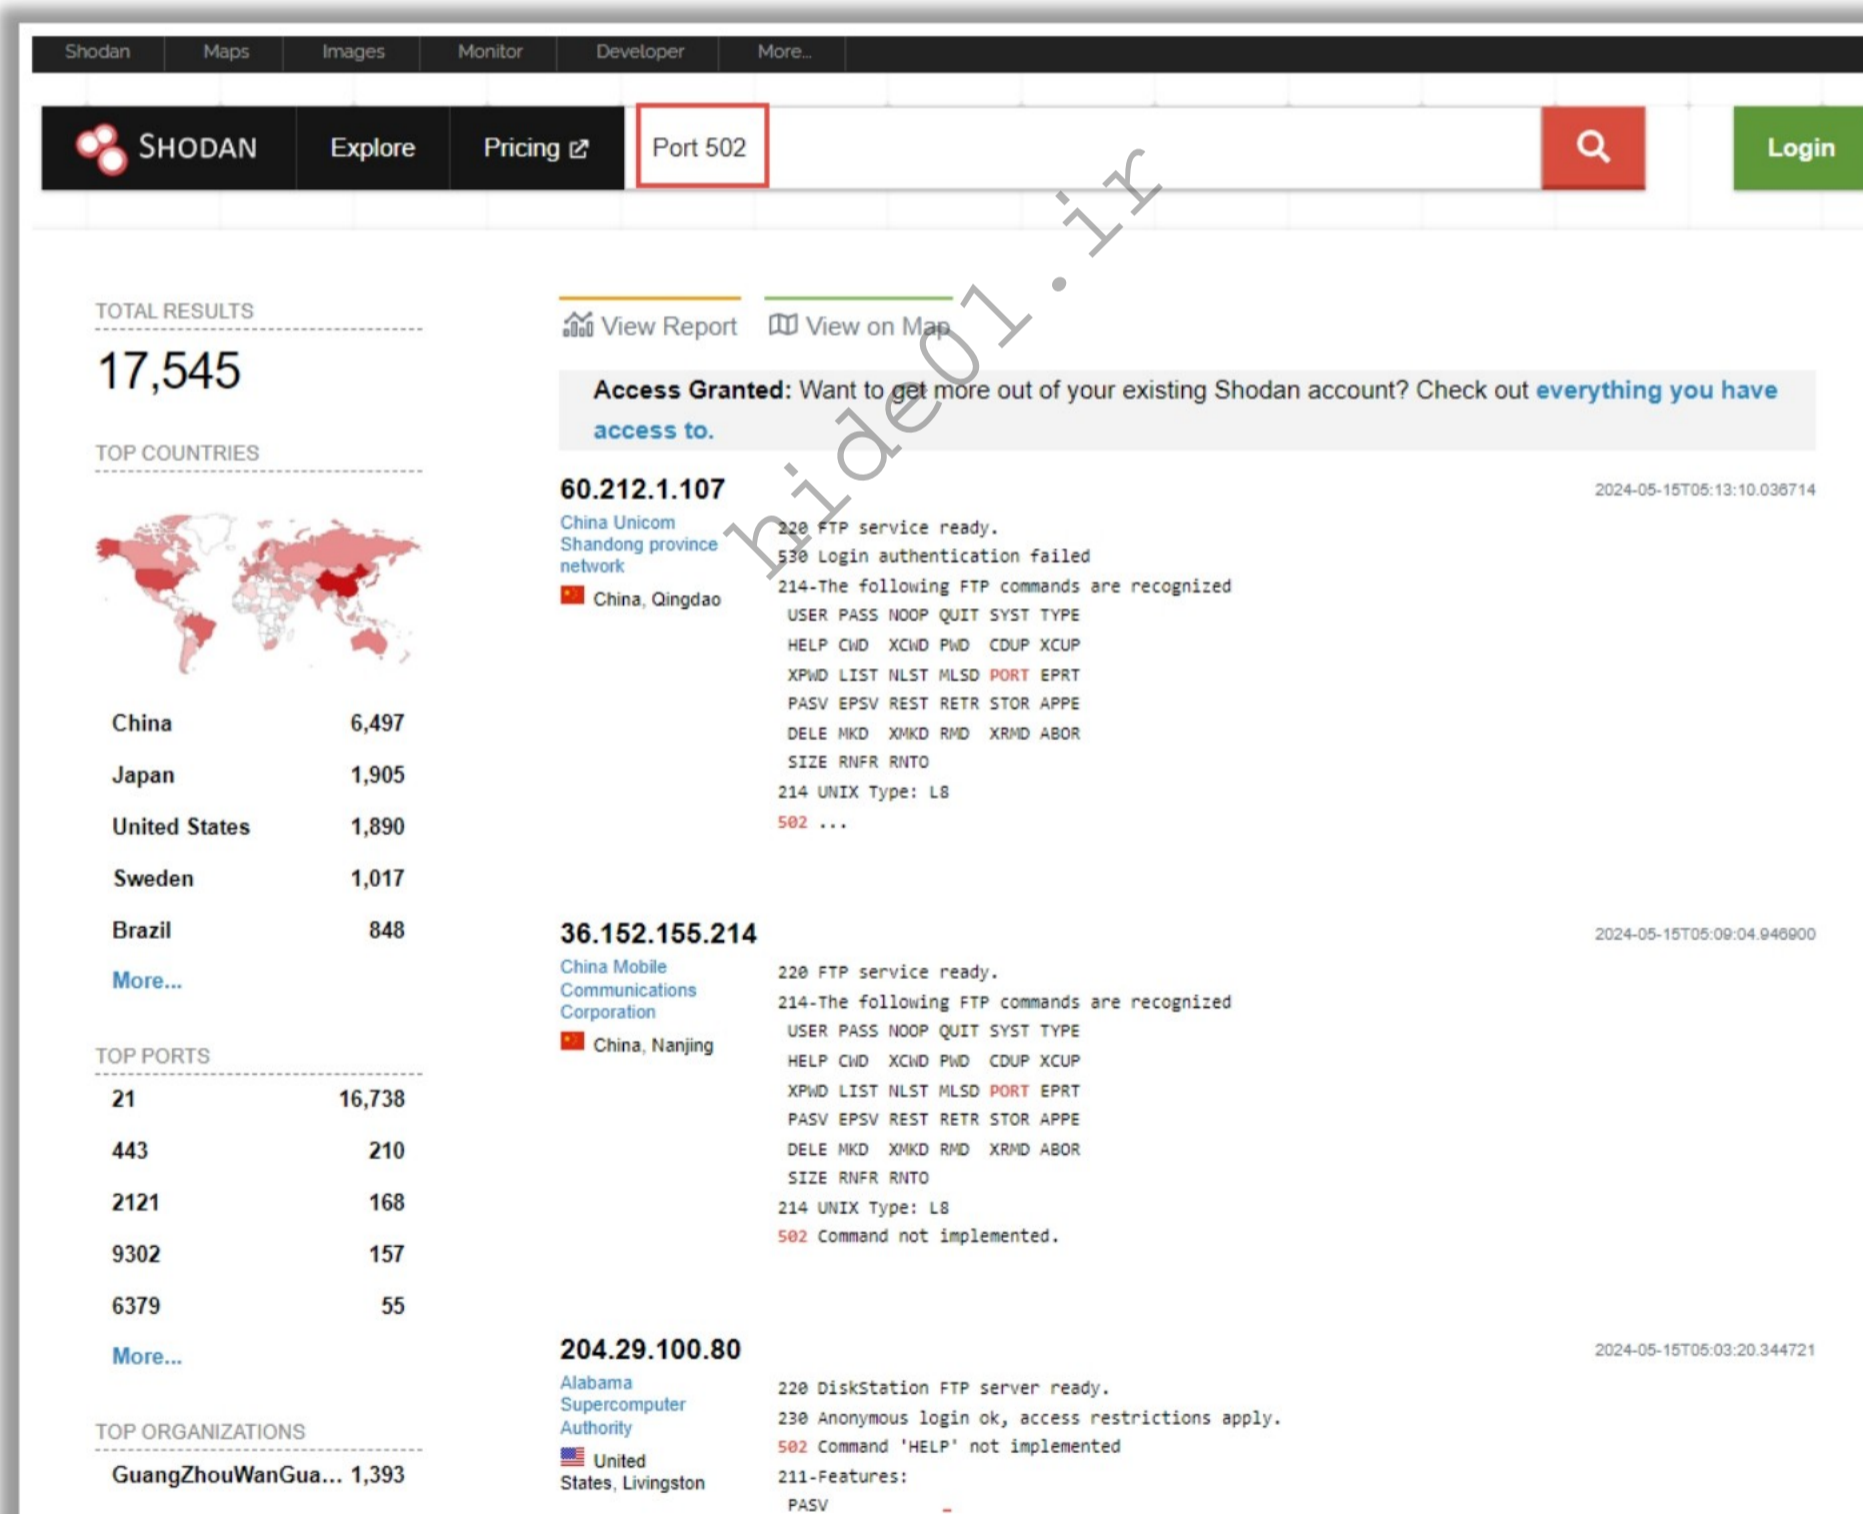 Shodan Maps Images Monitor Developer More...
SHODAN Explore Pricing Port 502 Login
TOTAL RESULTS
17,545
TOP COUNTRIES
China 6,497
Japan 1,905
United States 1,890
Sweden 1,017
Brazil 848
More...
TOP PORTS
21 16,738
443 210
2121 168
9302 157
6379 55
More...
TOP ORGANIZATIONS
GuangZhouWanGua... 1,393
View Report View on Map
Access Granted: Want to get more out of your existing Shodan account? Check out everything you have
access to.
60.212.1.107
2024-05-15T05:13:10.036714
China Unicom
Shandong province
network
China, Qingdao
220 FTP service ready.
530 Login authentication failed
214-The following FTP commands are recognized
USER PASS NOOP QUIT SYST TYPE
HELP CWD XCWD PWD CDUP XCUP
XPWD LIST NLST MLSD PORT EPRT
PASV EPSV REST RETR STOR APPE
DELE MKD XMKD RMD XRMD ABOR
SIZE RNFR RNTO
214 UNIX Type: L8
502 ...
36.152.155.214
2024-05-15T05:09:04.946900
China Mobile
Communications
Corporation
China, Nanjing
220 FTP service ready.
214-The following FTP commands are recognized
USER PASS NOOP QUIT SYST TYPE
HELP CWD XCWD PWD CDUP XCUP
XPWD LIST NLST MLSD PORT EPRT
PASV EPSV REST RETR STOR APPE
DELE MKD XMKD RMD XRMD ABOR
SIZE RNFR RNTO
214 UNIX Type: L8
502 Command not implemented.
204.29.100.80
2024-05-15T05:03:20.344721
Alabama
Supercomputer
Authority
United
States, Livingston
220 DiskStation FTP server ready.
230 Anonymous login ok, access restrictions apply.
502 Command 'HELP' not implemented
211-Features:
PASV
hide01.ir